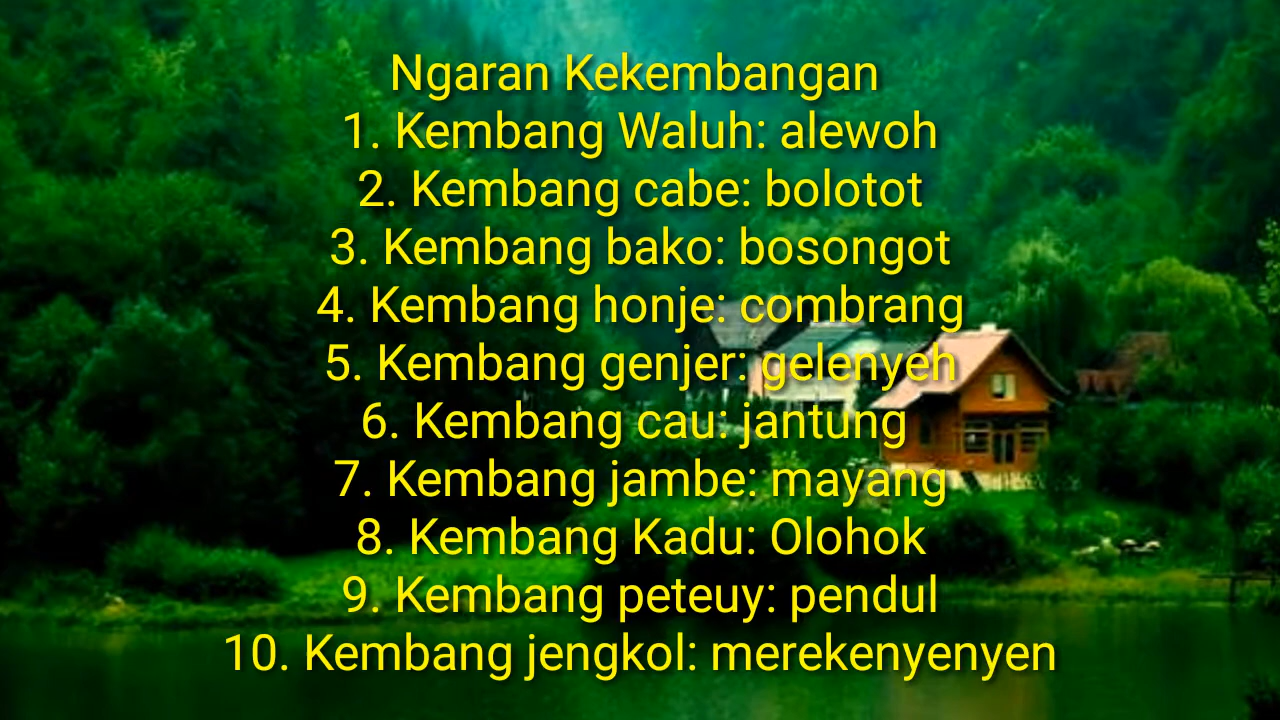 Ngaran Kekembangan
1. Kembang Waluh: alewoh
2. Kembang cabe: bolotot
3. Kembang bako: bosongot
4. Kembang honje: combrang
5. Kembang genjer: gelenyeh
6. Kembang cau: jantung
7. Kembang jambe: mayang
8. Kembang Kadu: Olohok
9. Kembang peteuy: pendul
10. Kembang jengkol: merekenyenyen